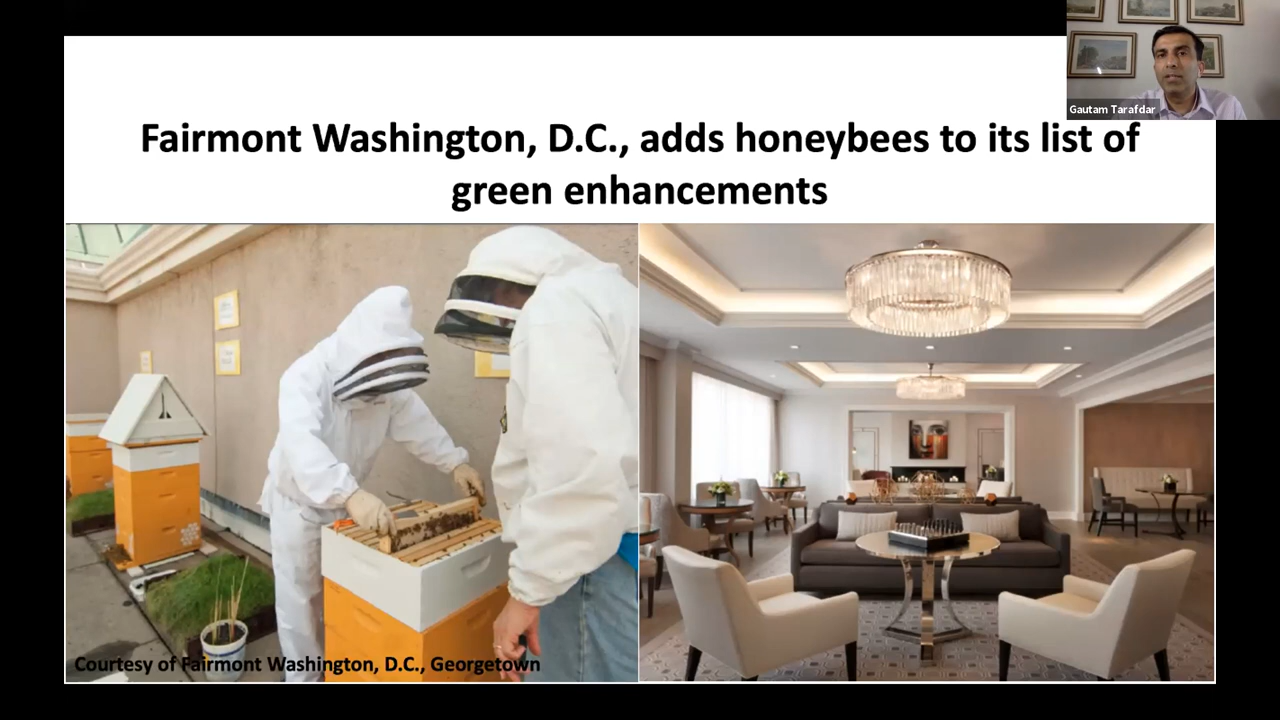 Gautam Tarafdar
Fairmont Washington, D.C., adds honeybees to its list of
green enhancements
Courtesy of Fairmont Washington, D.C., Georgetown